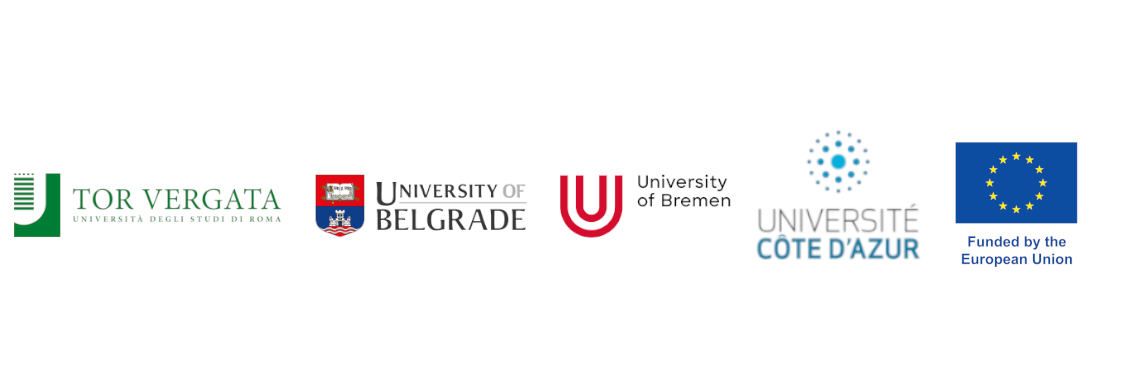 TOR VERGATA
UNIVERSITÀ DEGLI STUDI DI ROMA
UNIVERSITY OF
BELGRADE
University
of Bremen
UNIVERSITÉ
CÔTE D'AZUR
Funded by the
European Union